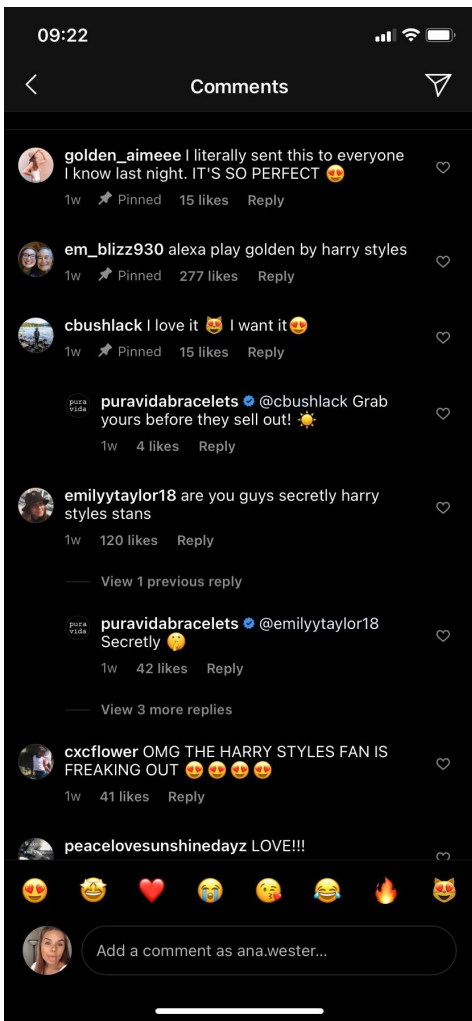 09:22
Comments
golden_aimeee I literally sent this to everyone
I know last night. IT'S SO PERFECT 😍
1w 📌 Pinned 15 likes Reply
em_blizz930 alexa play golden by harry styles
1w 📌 Pinned 277 likes Reply
cbushlack I love it 😻 I want it😍
1w 📌 Pinned 15 likes Reply
pura
vida
puravidabracelets @cbushlack Grab
yours before they sell out! ☀️
1w 4 likes Reply
emilyytaylor18 are you guys secretly harry
styles stans
1w 120 likes Reply
View 1 previous reply
pura
vida
puravidabracelets @emilyytaylor18
Secretly 🤫
1w 42 likes Reply
View 3 more replies
cxcflower OMG THE HARRY STYLES FAN IS
FREAKING OUT 😍😍😍😍
1w 41 likes Reply
peacelovesunshinedayz LOVE!!!
😍 🤩 ❤️ 😭 😘 😂 🔥 😻
Add a comment as ana.wester...